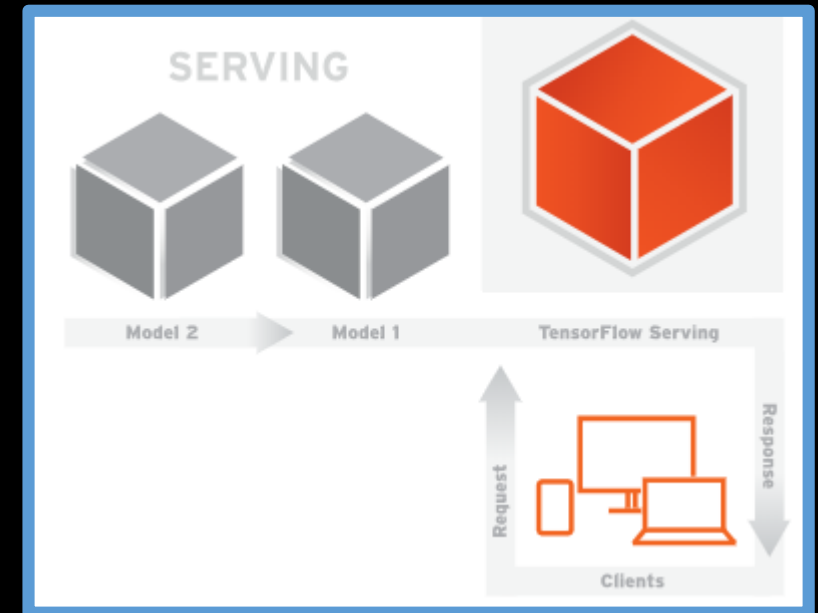 SERVING
Model 2
Model 1
TensorFlow Serving
Request
Response
Clients